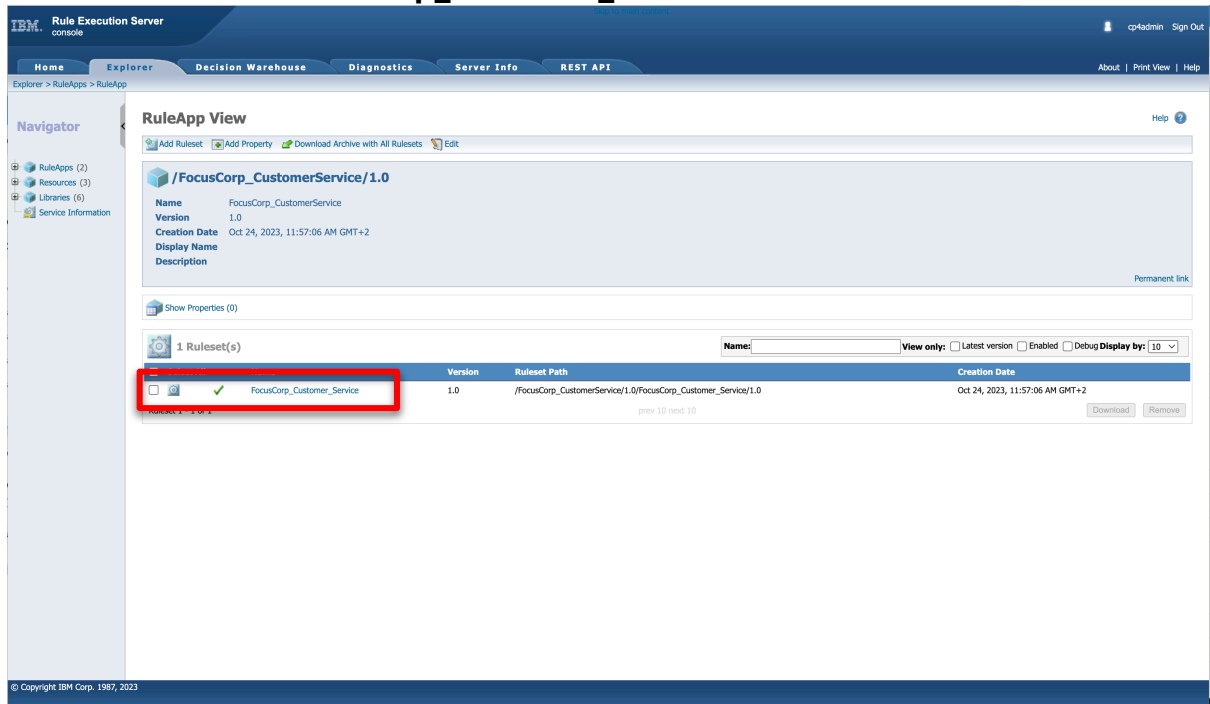 IBM. Rule Execution Server
console
cp4admin Sign Out
Home Explorer Decision Warehouse Diagnostics Server Info REST API
About | Print View | Help
Explorer > RuleApps > RuleApp
Navigator
RuleApps (2)
Resources (3)
Libraries (6)
Service Information
RuleApp View
Help
Add Ruleset Add Property Download Archive with All Rulesets Edit
/FocusCorp_CustomerService/1.0
Name FocusCorp_CustomerService
Version 1.0
Creation Date Oct 24, 2023, 11:57:06 AM GMT+2
Display Name
Description
Permanent link
Show Properties (0)
1 Ruleset(s)
Name: View only: Latest version Enabled Debug Display by: 10
Version Ruleset Path Creation Date
FocusCorp_Customer_Service 1.0 /FocusCorp_CustomerService/1.0/FocusCorp_Customer_Service/1.0 Oct 24, 2023, 11:57:06 AM GMT+2
Ruleset 1 - 1 of 1 prev 10 next 10 Download Remove
© Copyright IBM Corp. 1987, 2023